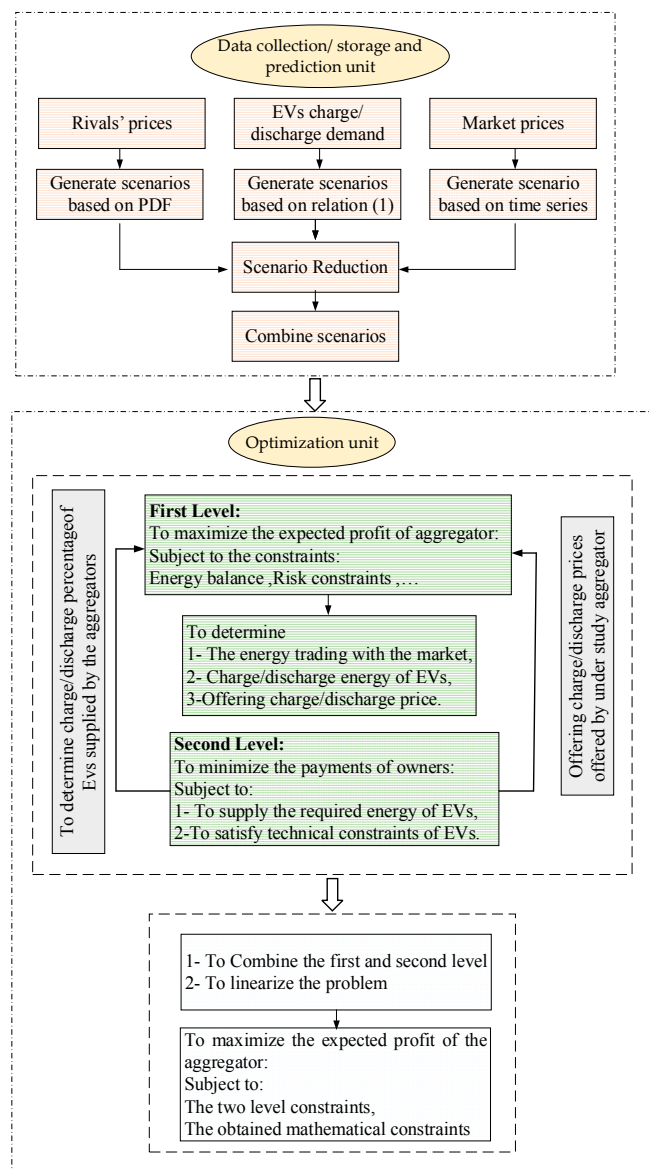 Data collection/ storage and
prediction unit
Rivals' prices
EVs charge/
discharge demand
Market prices
Generate scenarios
based on PDF
Generate scenarios
based on relation (1)
Generate scenario
based on time series
Scenario Reduction
Combine scenarios
Optimization unit
To determine charge/discharge percentageof
Evs supplied by the aggregators
First Level:
To maximize the expected profit of aggregator:
Subject to the constraints:
Energy balance ,Risk constraints ,…
To determine
1- The energy trading with the market,
2- Charge/discharge energy of EVs,
3-Offering charge/discharge price.
Second Level:
To minimize the payments of owners:
Subject to:
1- To supply the required energy of EVs,
2-To satisfy technical constraints of EVs.
Offering charge/discharge prices
offered by under study aggregator
1- To Combine the first and second level
2- To linearize the problem
To maximize the expected profit of the
aggregator:
Subject to:
The two level constraints,
The obtained mathematical constraints